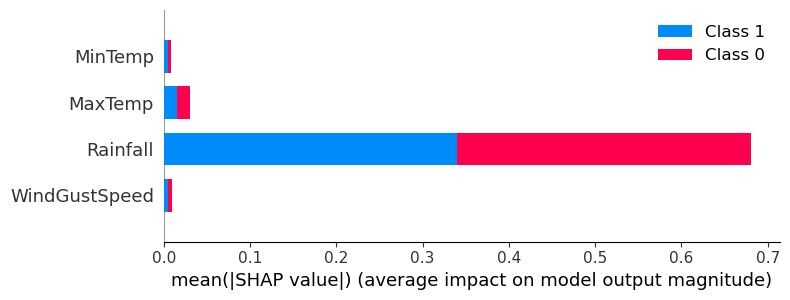 Class 1
Class 0
MinTemp
MaxTemp
Rainfall
WindGustSpeed
0.0 0.1 0.2 0.3 0.4 0.5 0.6 0.7
mean(|SHAP value|) (average impact on model output magnitude)